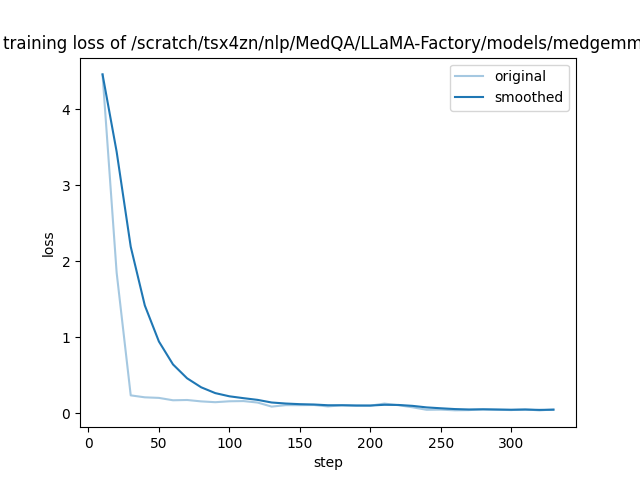 training loss of /scratch/tsx4zn/nlp/MedQA/LLaMA-Factory/models/medgemm
original
smoothed
4
3
2
1
0
loss
0 50 100 150 200 250 300
step